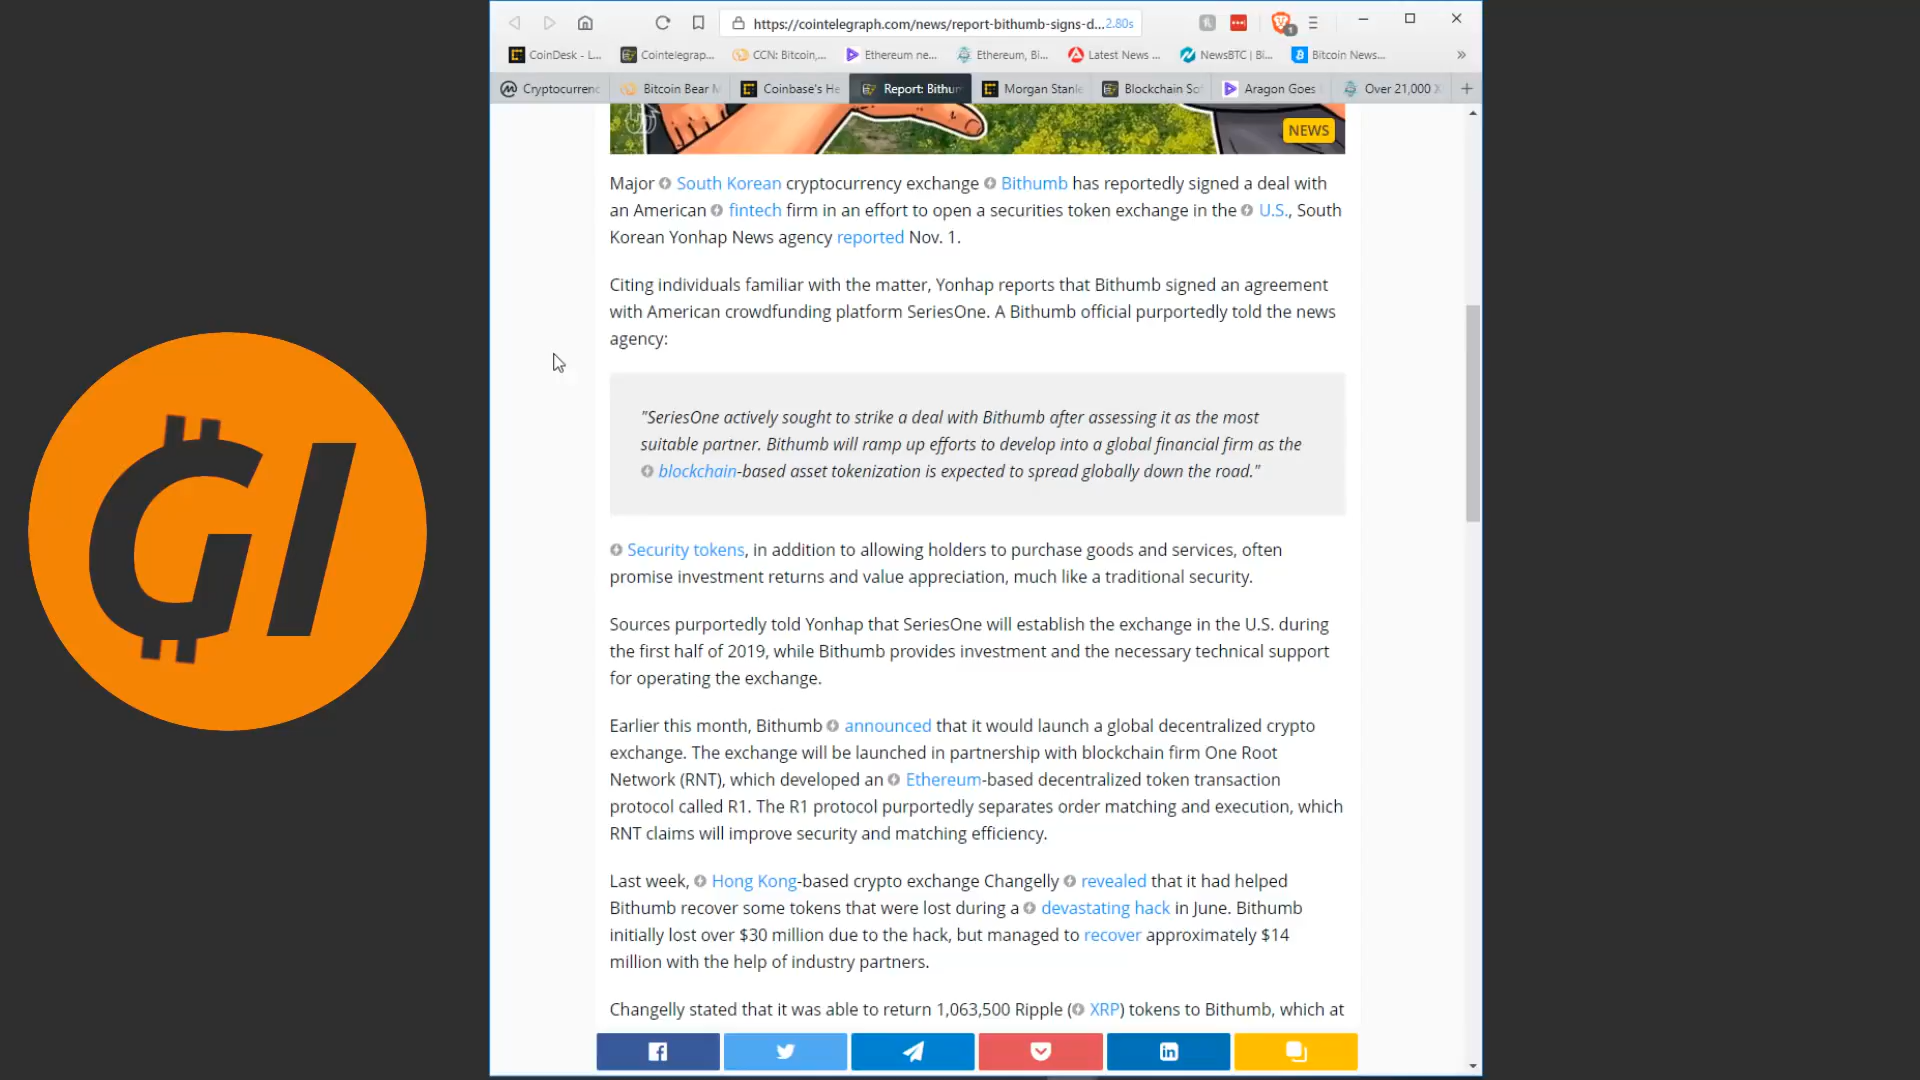 https://cointelegraph.com/news/report-bithumb-signs-d... 2.80s
1
CoinDesk - L... Cointelegrap... CCN: Bitcoin,... Ethereum ne... Ethereum, Bi... Latest News ... NewsBTC | Bi... Bitcoin News... »
Cryptocurrenc Bitcoin Bear M Coinbase's He Report: Bithum Morgan Stanle Blockchain Sc Aragon Goes Over 21,000 X
NEWS
Major South Korean cryptocurrency exchange Bithumb has reportedly signed a deal with
an American fintech firm in an effort to open a securities token exchange in the U.S., South
Korean Yonhap News agency reported Nov. 1.
Citing individuals familiar with the matter, Yonhap reports that Bithumb signed an agreement
with American crowdfunding platform SeriesOne. A Bithumb official purportedly told the news
agency:
"SeriesOne actively sought to strike a deal with Bithumb after assessing it as the most
suitable partner. Bithumb will ramp up efforts to develop into a global financial firm as the
blockchain-based asset tokenization is expected to spread globally down the road."
GI
Security tokens, in addition to allowing holders to purchase goods and services, often
promise investment returns and value appreciation, much like a traditional security.
Sources purportedly told Yonhap that SeriesOne will establish the exchange in the U.S. during
the first half of 2019, while Bithumb provides investment and the necessary technical support
for operating the exchange.
Earlier this month, Bithumb announced that it would launch a global decentralized crypto
exchange. The exchange will be launched in partnership with blockchain firm One Root
Network (RNT), which developed an Ethereum-based decentralized token transaction
protocol called R1. The R1 protocol purportedly separates order matching and execution, which
RNT claims will improve security and matching efficiency.
Last week, Hong Kong-based crypto exchange Changelly revealed that it had helped
Bithumb recover some tokens that were lost during a devastating hack in June. Bithumb
initially lost over $30 million due to the hack, but managed to recover approximately $14
million with the help of industry partners.
Changelly stated that it was able to return 1,063,500 Ripple (XRP) tokens to Bithumb, which at